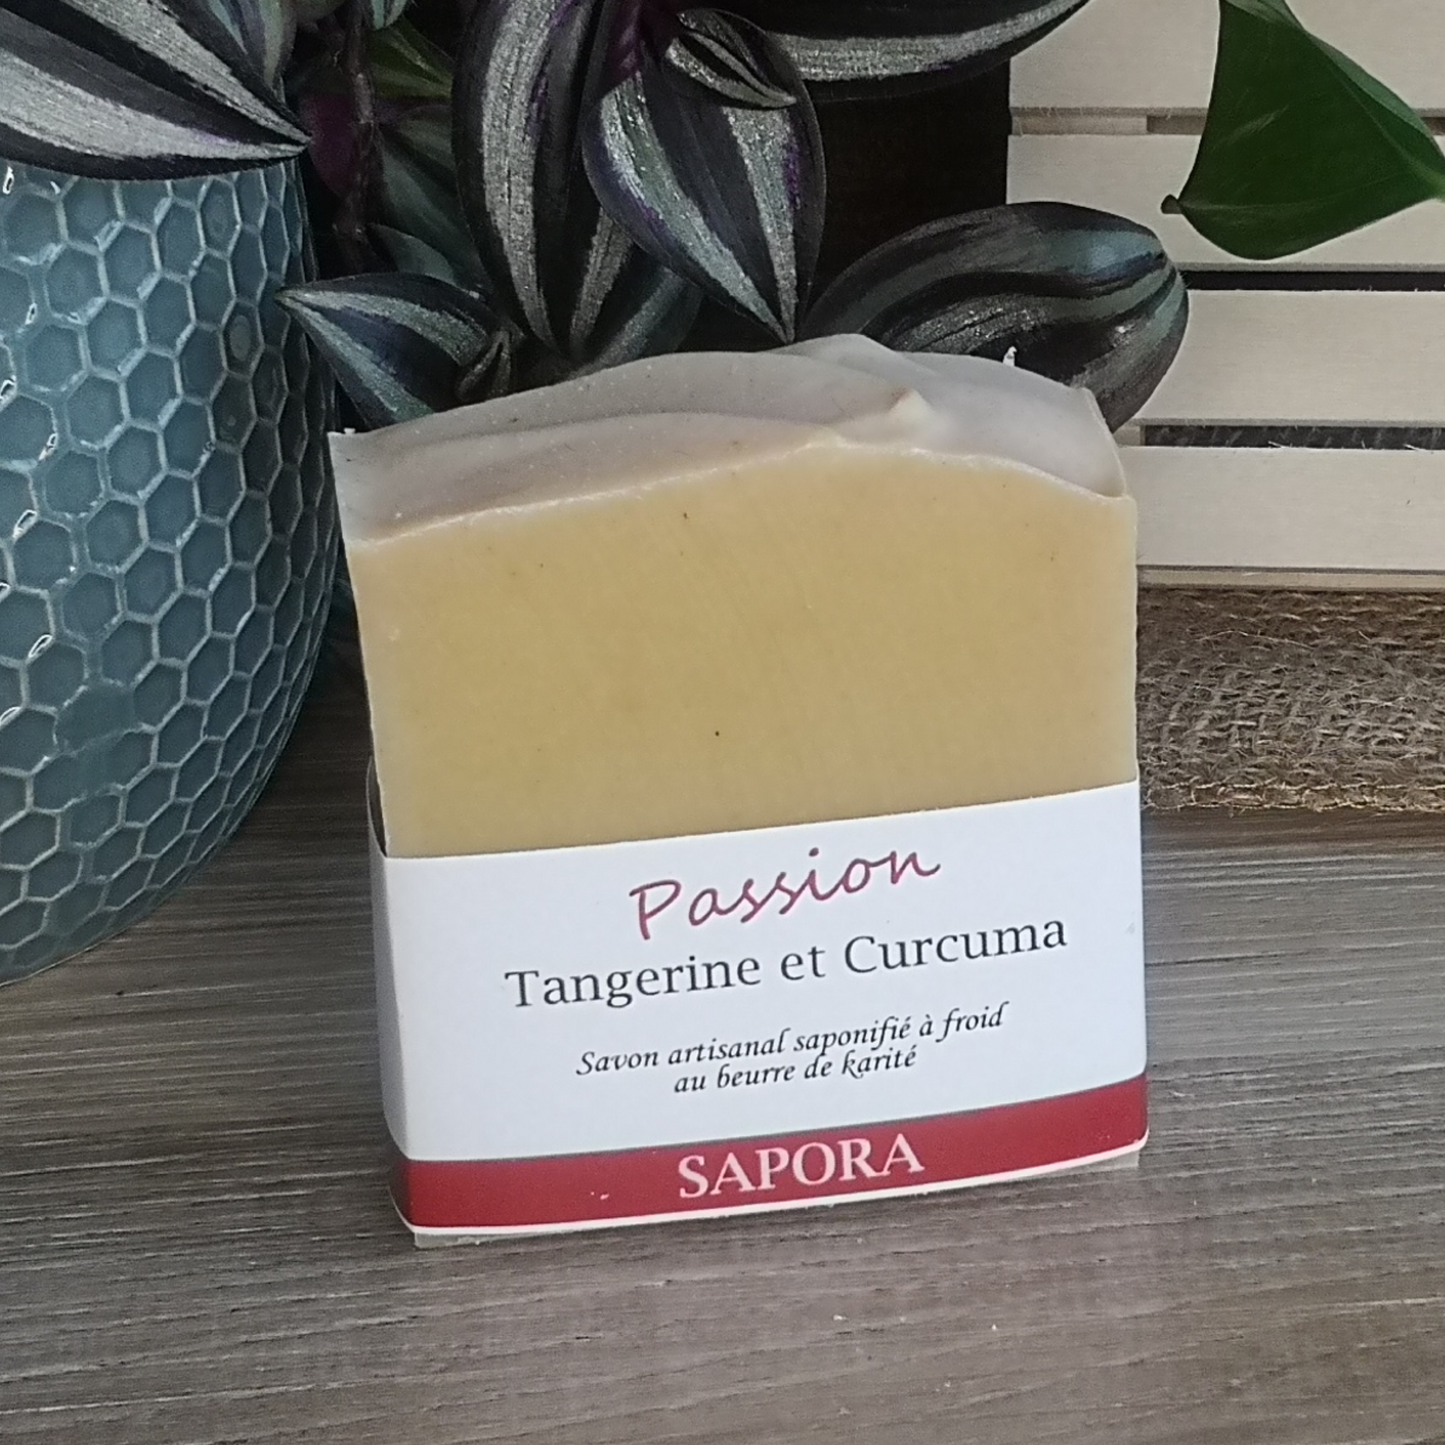 Passion
Tangerine et Curcuma
Savon artisanal saponifié à froid
au beurre de karité
SAPORA